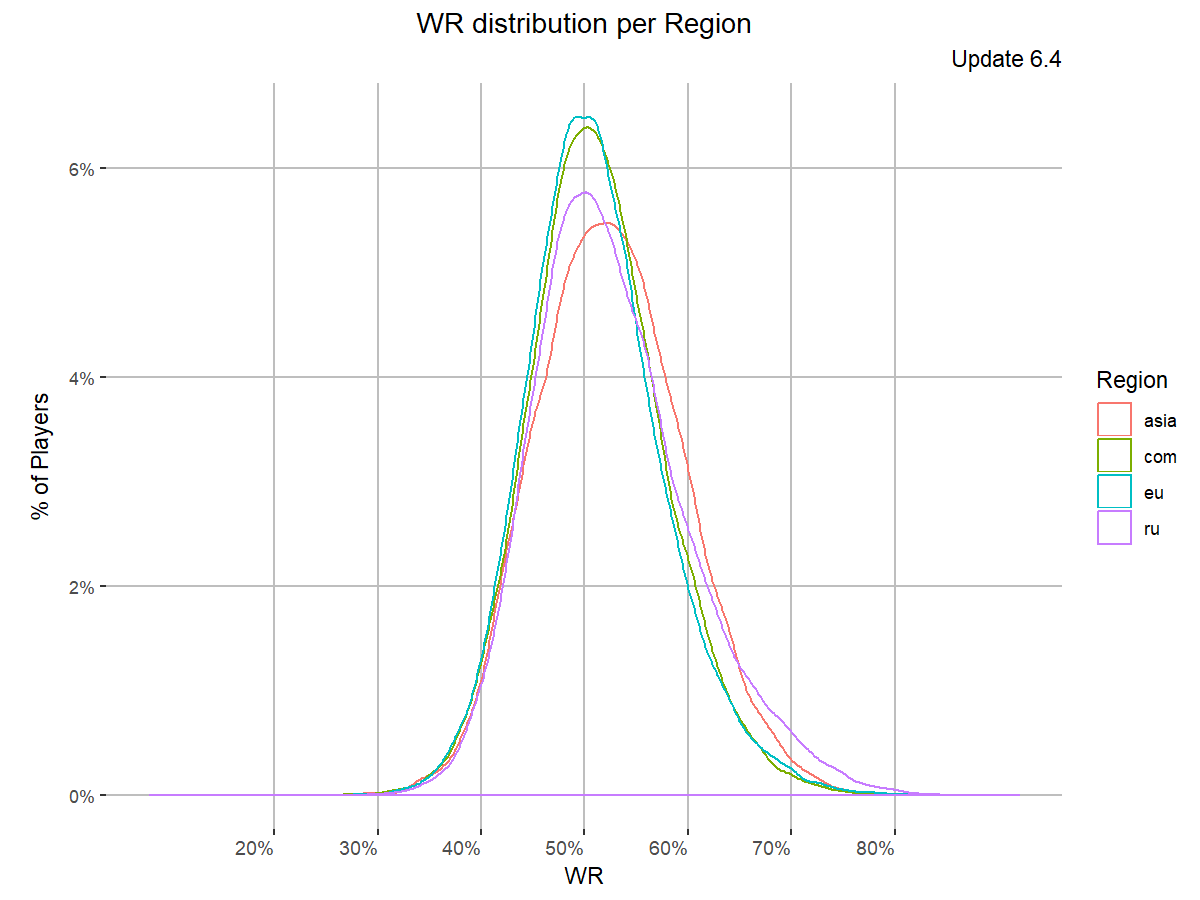 WR distribution per Region
Update 6.4
% of Players
6%
4%
2%
0%
20% 30% 40% 50% 60% 70% 80%
WR
Region
asia
com
eu
ru